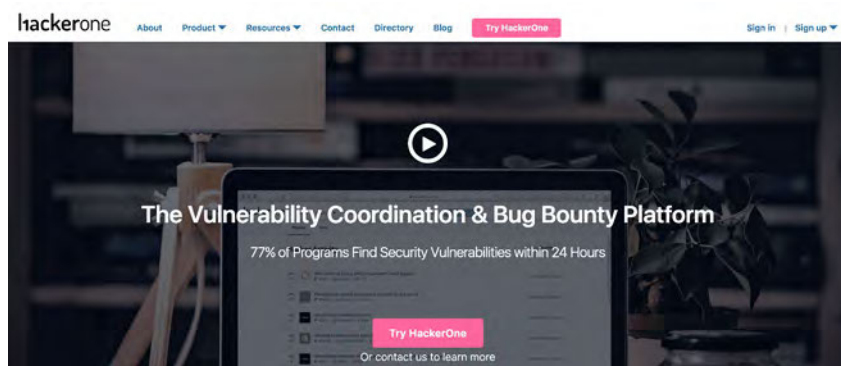 hackerone
About Product Resources Contact Directory Blog Try HackerOne Sign in | Sign up
The Vulnerability Coordination & Bug Bounty Platform
77% of Programs Find Security Vulnerabilities within 24 Hours
Try HackerOne
Or contact us to learn more